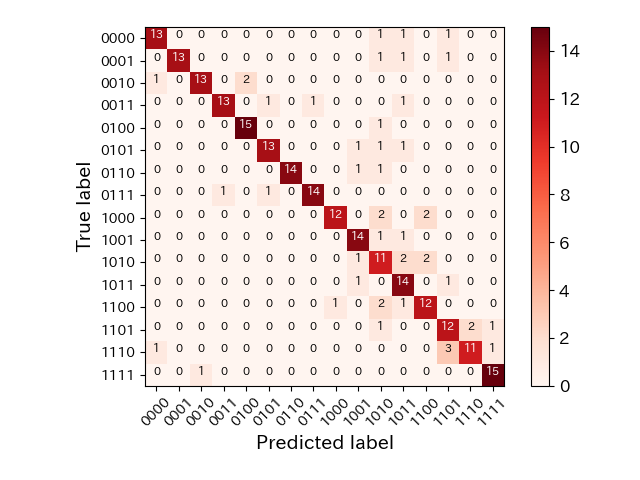 0000 13 0 0 0 0 0 0 0 0 0 1 1 0 1 0 0
0001 0 13 0 0 0 0 0 0 0 0 1 1 0 1 0 0
0010 1 0 13 0 2 0 0 0 0 0 0 0 0 0 0 0
0011 0 0 0 13 0 1 0 1 0 0 0 1 0 0 0 0
0100 0 0 0 0 15 0 0 0 0 0 1 0 0 0 0 0
0101 0 0 0 0 0 13 0 0 0 1 1 1 0 0 0 0
0110 0 0 0 0 0 0 14 0 0 1 1 0 0 0 0 0
0111 0 0 0 1 0 1 0 14 0 0 0 0 0 0 0 0
1000 0 0 0 0 0 0 0 0 12 0 2 0 2 0 0 0
1001 0 0 0 0 0 0 0 0 0 14 1 1 0 0 0 0
1010 0 0 0 0 0 0 0 0 0 1 11 2 2 0 0 0
1011 0 0 0 0 0 0 0 0 0 1 0 14 0 1 0 0
1100 0 0 0 0 0 0 0 0 1 0 2 1 12 0 0 0
1101 0 0 0 0 0 0 0 0 0 0 1 0 0 12 2 1
1110 1 0 0 0 0 0 0 0 0 0 0 0 0 3 11 1
1111 0 0 1 0 0 0 0 0 0 0 0 0 0 0 0 15
0000 0001 0010 0011 0100 0101 0110 0111 1000 1001 1010 1011 1100 1101 1110 1111
Predicted label
True label
14
12
10
8
6
4
2
0